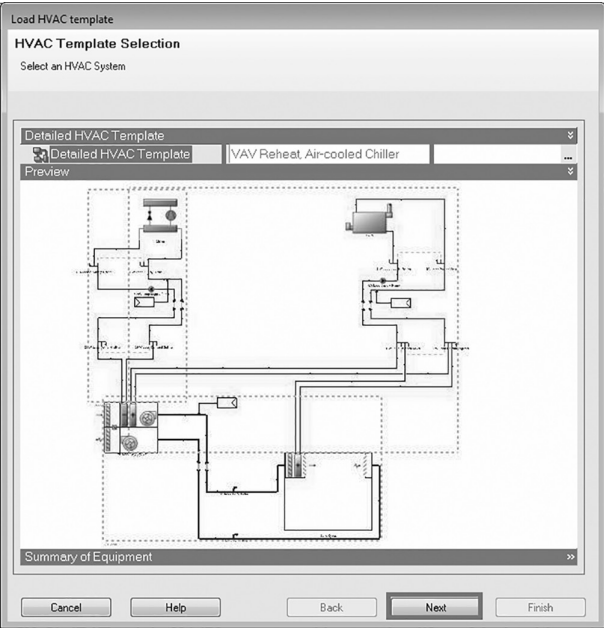 Load HVAC template
HVAC Template Selection
Select an HVAC System
Detailed HVAC Template
Detailed HVAC Template VAV Reheat, Air-cooled Chiller ...
Preview
Summary of Equipment
Cancel Help Back Next Finish